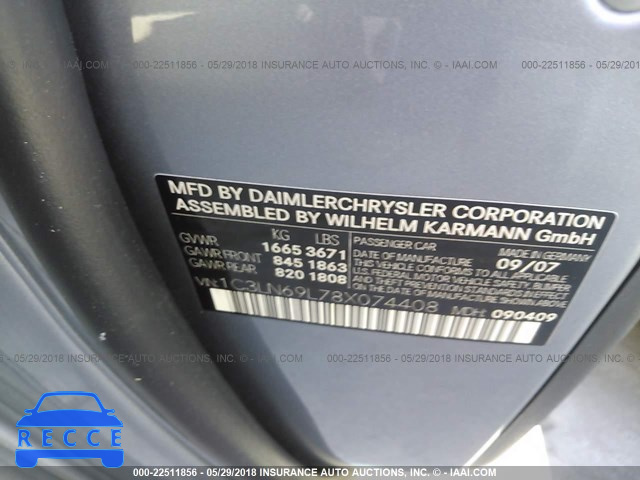 000-22511856 - 05/29/2018 INSURANCE AUTO AUCTIONS, INC. - © IAAI.COM
MFD BY DAIMLERCHRYSLER CORPORATION
ASSEMBLED BY WILHELM KARMANN GmbH
KG LBS
PASSENGER CAR
MADE IN GERMANY
GVWR 1665 3671
09/07
GAWR FRONT 845 1863
GAWR REAR 820 1808
VIN: 1C3LN69L78X074408
MDH: 090409
000-22511856 - 05/29/2018 INSURANCE AUTO AUCTIONS, INC. - © IAAI.COM
RECCE
000-22511856 - 05/29/2018 INSURANCE AUTO AUCTIONS, INC. - © IAAI.COM